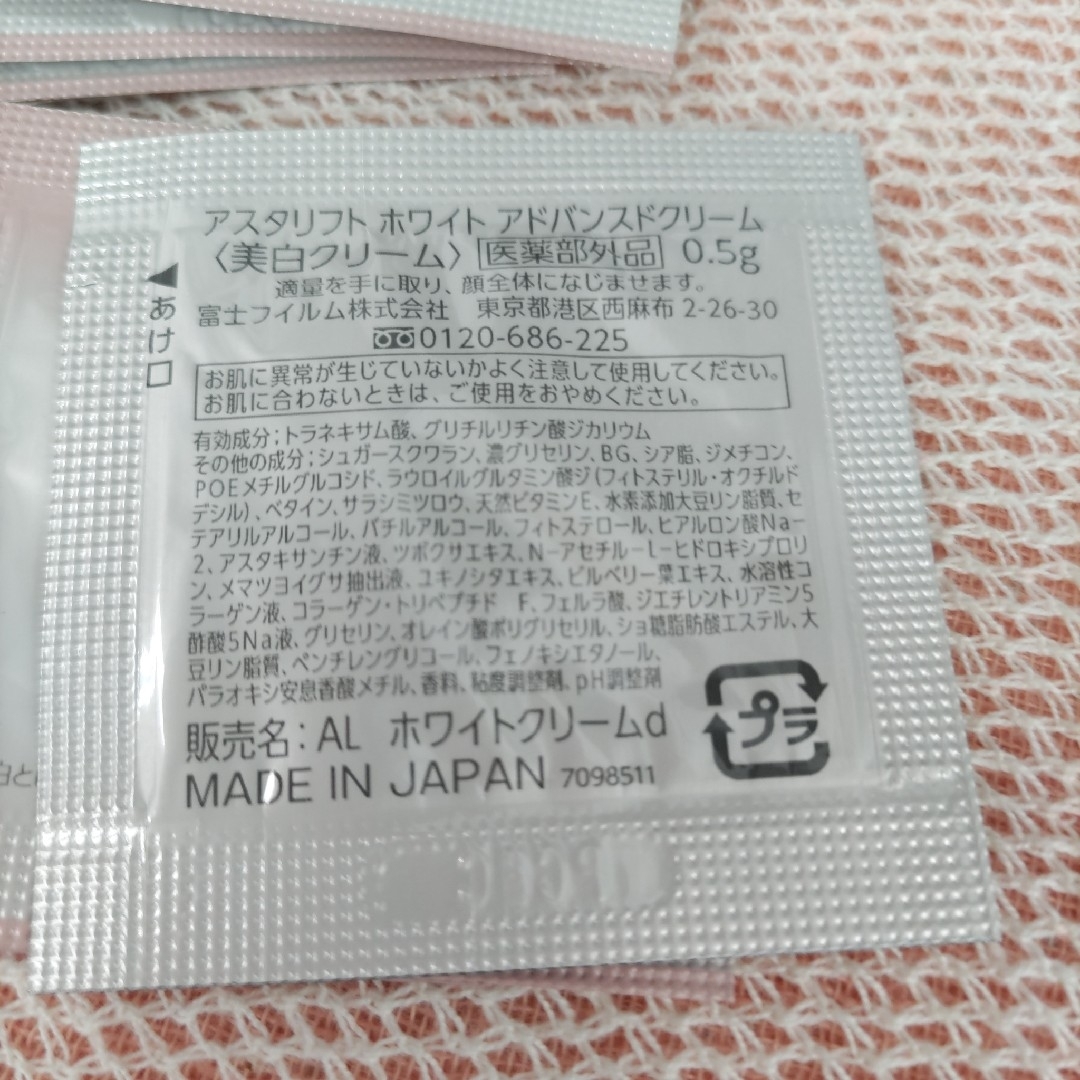 アスタリフト ホワイト アドバンスドクリーム
〈美白クリーム〉 医薬部外品 0.5g
適量を手に取り、顔全体になじませます。
富士フイルム株式会社 東京都港区西麻布 2-26-30
0120-686-225
あけ口
お肌に異常が生じていないかよく注意して使用してください。
お肌に合わないときは、ご使用をおやめください。
有効成分;トラネキサム酸、グリチルリチン酸ジカリウム
その他の成分;シュガースクワラン、濃グリセリン、BG、シア脂、ジメチコン、
POEメチルグルコシド、ラウロイルグルタミン酸ジ(フィトステリル・オクチルド
デシル)、ベタイン、サラシミツロウ、天然ビタミンE、水素添加大豆リン脂質、セ
テアリルアルコール、バチルアルコール、フィトステロール、ヒアルロン酸Na-
2、アスタキサンチン液、ツボクサエキス、N-アセチル-L-ヒドロキシプロリ
ン、メマツヨイグサ抽出液、ユキノシタエキス、ビルベリー葉エキス、水溶性コ
ラーゲン液、コラーゲン・トリペプチド F、フェルラ酸、ジエチレントリアミン5
酢酸5Na液、グリセリン、オレイン酸ポリグリセリル、ショ糖脂肪酸エステル、大
豆リン脂質、ペンチレングリコール、フェノキシエタノール、
パラオキシ安息香酸メチル、香料、粘度調整剤、pH調整剤
販売名:AL ホワイトクリームd
MADE IN JAPAN 7098511
プラ
白と